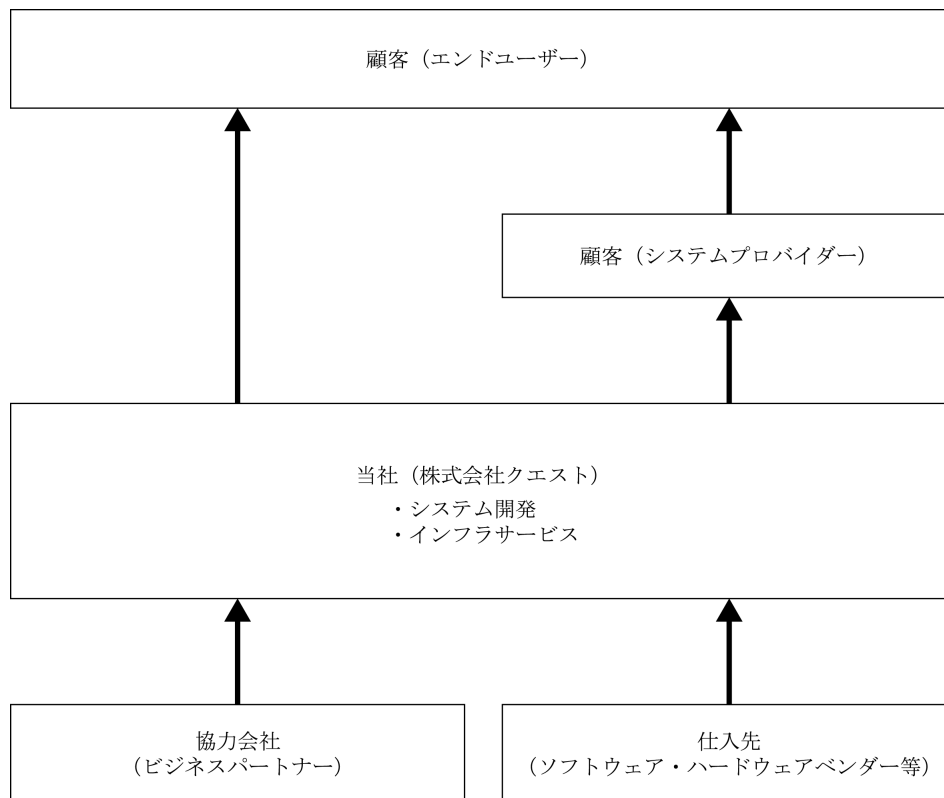 顧客（エンドユーザー）
顧客（システムプロバイダー）
当社（株式会社クエスト）
・システム開発
・インフラサービス
協力会社
（ビジネスパートナー）
仕入先
（ソフトウェア・ハードウェアベンダー等）